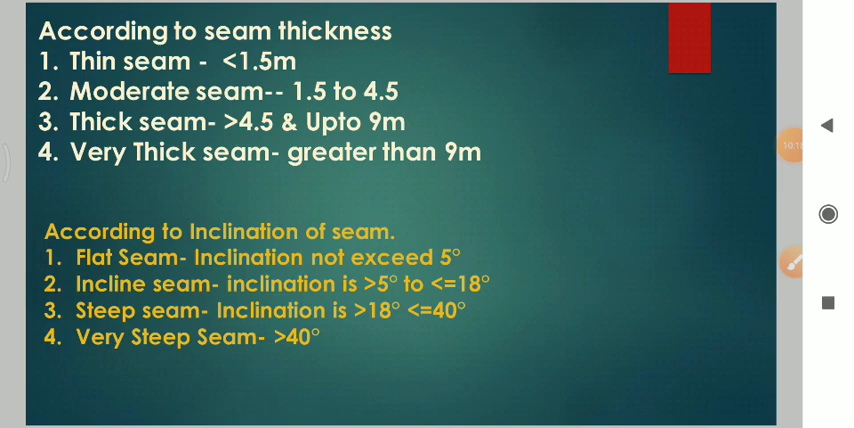 According to seam thickness
1. Thin seam - <1.5m
2. Moderate seam-- 1.5 to 4.5
3. Thick seam- >4.5 & Upto 9m
4. Very Thick seam- greater than 9m
According to Inclination of seam.
1. Flat Seam- Inclination not exceed 5°
2. Incline seam- inclination is >5° to <=18°
3. Steep seam- Inclination is >18° <=40°
4. Very Steep Seam- >40°